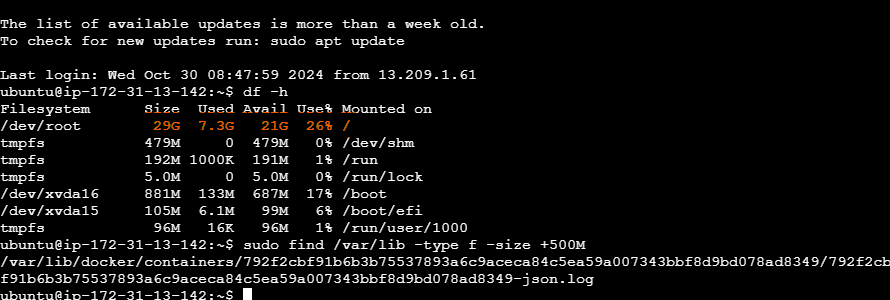 The list of available updates is more than a week old.
To check for new updates run: sudo apt update
Last login: Wed Oct 30 08:47:59 2024 from 13.209.1.61
ubuntu@ip-172-31-13-142:~$ df -h
Filesystem      Size  Used Avail Use% Mounted on
/dev/root        29G  7.3G   21G  26% /
tmpfs           479M     0  479M   0% /dev/shm
tmpfs           192M 1000K  191M   1% /run
tmpfs           5.0M     0  5.0M   0% /run/lock
/dev/xvda16     881M  133M  687M  17% /boot
/dev/xvda15     105M  6.1M   99M   6% /boot/efi
tmpfs            96M   16K   96M   1% /run/user/1000
ubuntu@ip-172-31-13-142:~$ sudo find /var/lib -type f -size +500M
/var/lib/docker/containers/792f2cbf91b6b3b75537893a6c9aceca84c5ea59a007343bbf8d9bd078ad8349/792f2cb
f91b6b3b75537893a6c9aceca84c5ea59a007343bbf8d9bd078ad8349-json.log
ubuntu@ip-172-31-13-142:~$